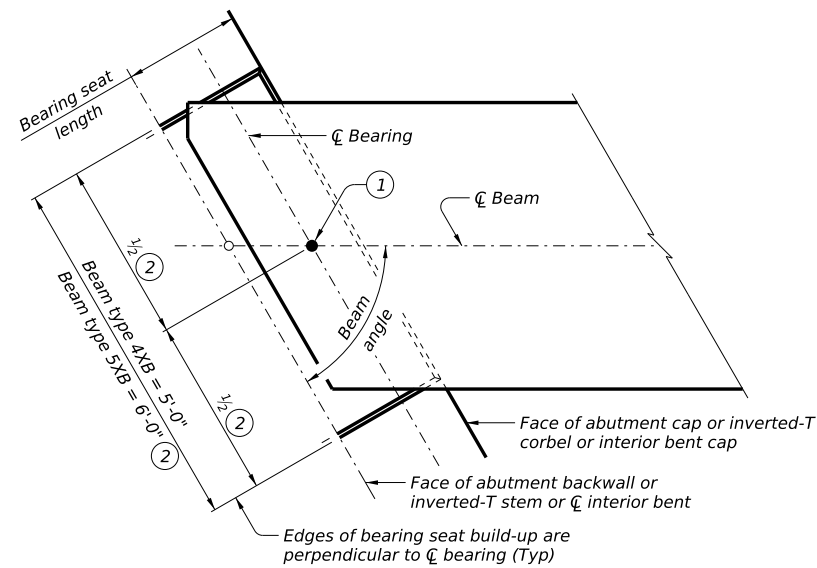 Bearing seat
length
℄ Bearing
1
℄ Beam
1/2 2
Beam type 4XB = 5'-0"
Beam type 5XB = 6'-0" 2
Beam
angle
1/2 2
Face of abutment cap or inverted-T
corbel or interior bent cap
Face of abutment backwall or
inverted-T stem or ℄ interior bent
Edges of bearing seat build-up are
perpendicular to ℄ bearing (Typ)